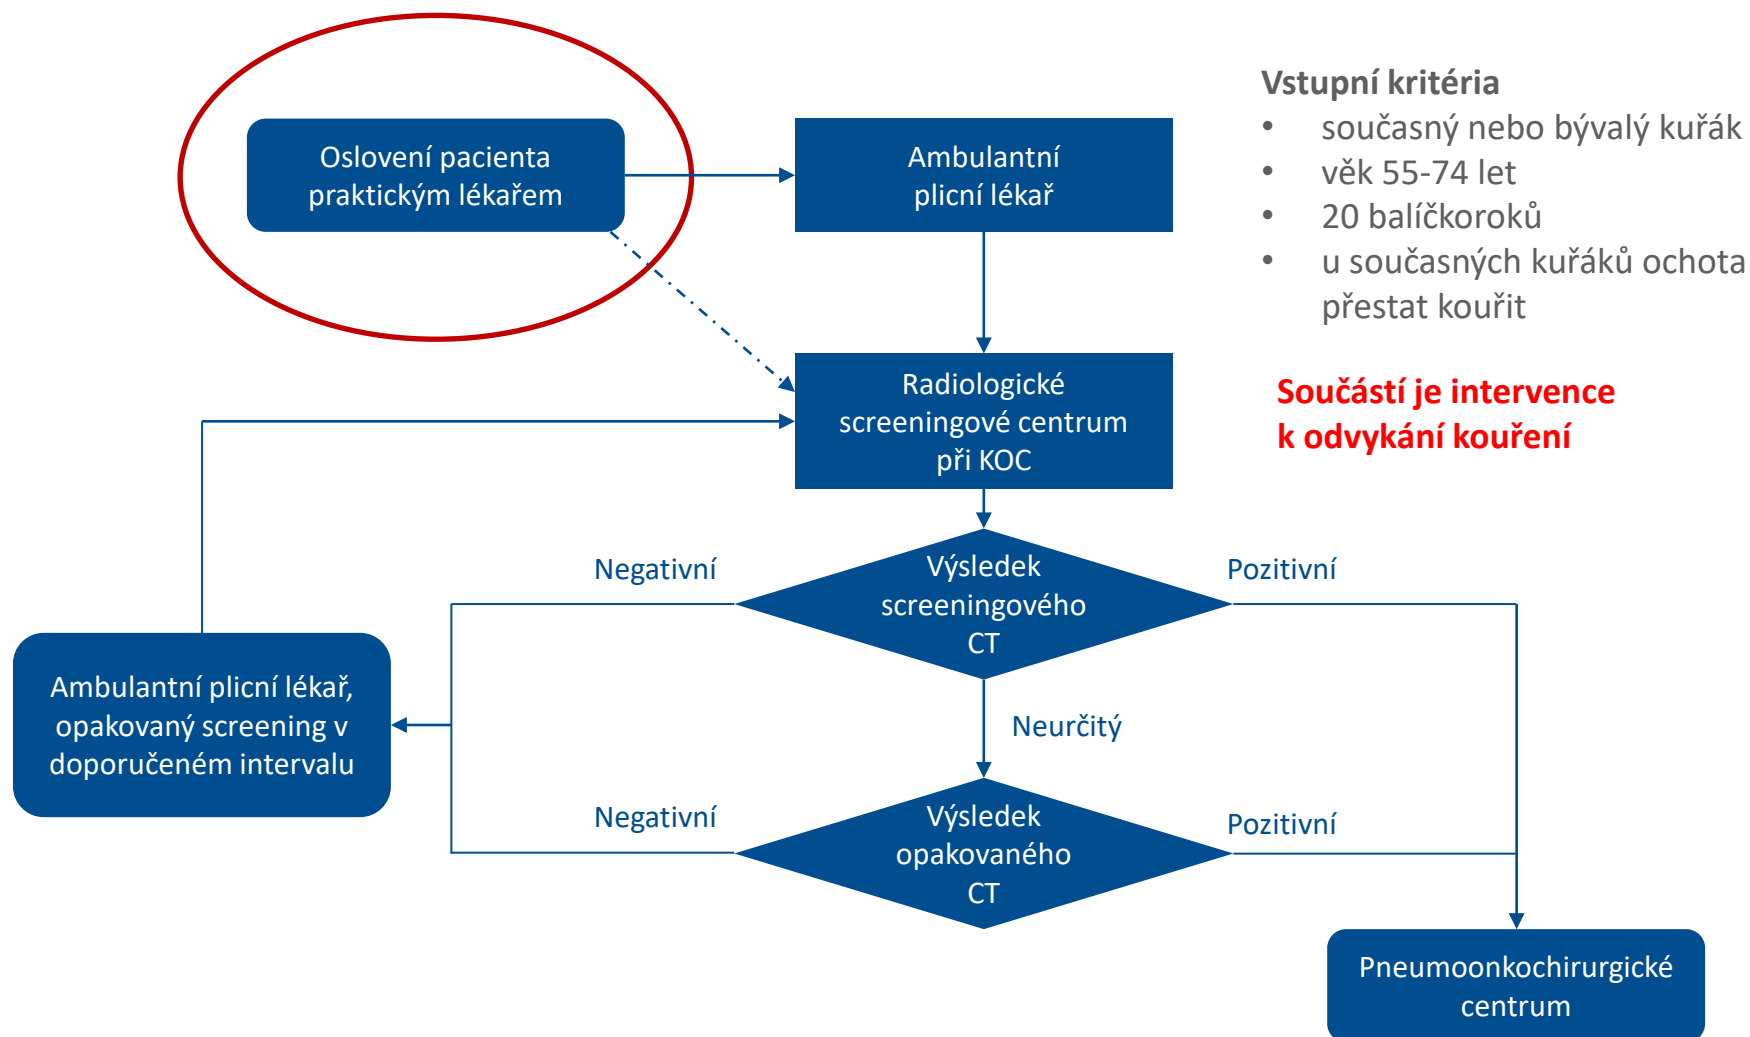 Oslovení pacienta
praktickým lékařem
Ambulantní
plicní lékař
Vstupní kritéria
• současný nebo bývalý kuřák
• věk 55-74 let
• 20 balíčkoroků
• u současných kuřáků ochota
přestat kouřit
Součástí je intervence
k odvykání kouření
Radiologické
screeningové centrum
při KOC
Negativní
Výsledek
screeningového
CT
Pozitivní
Ambulantní plicní lékař,
opakovaný screening v
doporučeném intervalu
Neurčitý
Negativní
Výsledek
opakovaného
CT
Pozitivní
Pneumoonkochirurgické
centrum